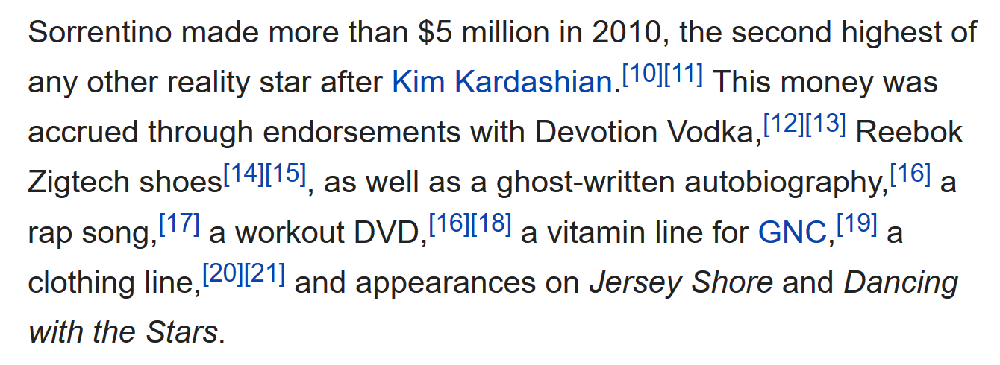 Sorrentino made more than $5 million in 2010, the second highest of
any other reality star after Kim Kardashian.[10][11] This money was
accrued through endorsements with Devotion Vodka,[12][13] Reebok
Zigtech shoes[14][15], as well as a ghost-written autobiography,[16] a
rap song,[17] a workout DVD,[16][18] a vitamin line for GNC,[19] a
clothing line,[20][21] and appearances on Jersey Shore and Dancing
with the Stars.